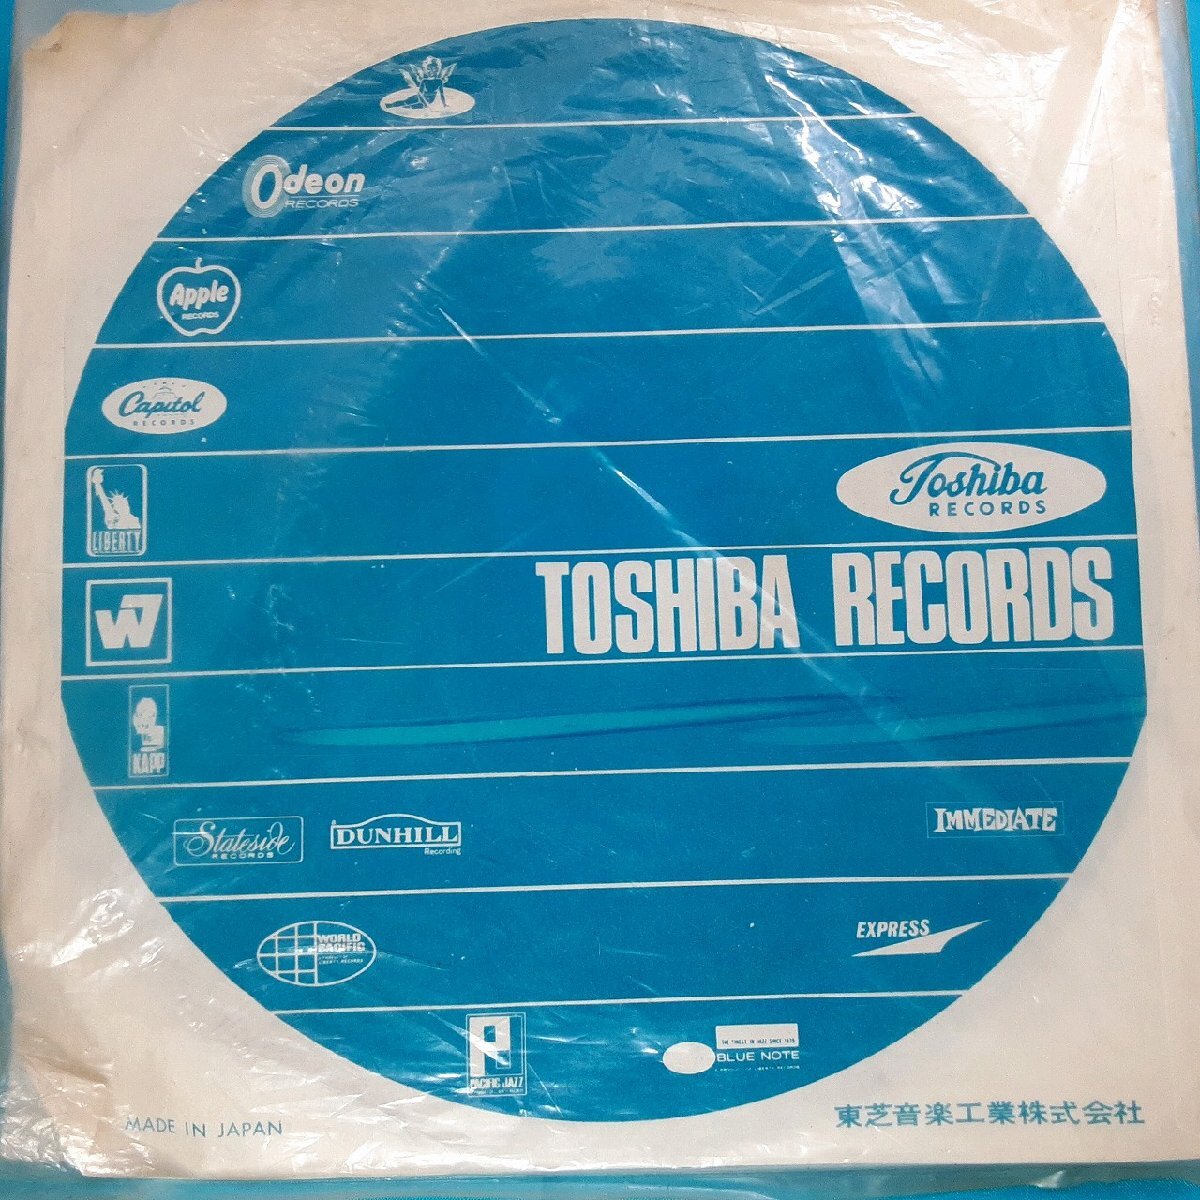 Odeon
RECORDS
Apple
RECORDS
Capitol
RECORDS
Toshiba
RECORDS
LIBERTY
TOSHIBA RECORDS
W7
KAPP
Stateside
RECORDS
DUNHILL
Recording
IMMEDIATE
WORLD
PACIFIC
EXPRESS
P
PACIFIC JAZZ
BLUE NOTE
MADE IN JAPAN
東芝音楽工業株式会社